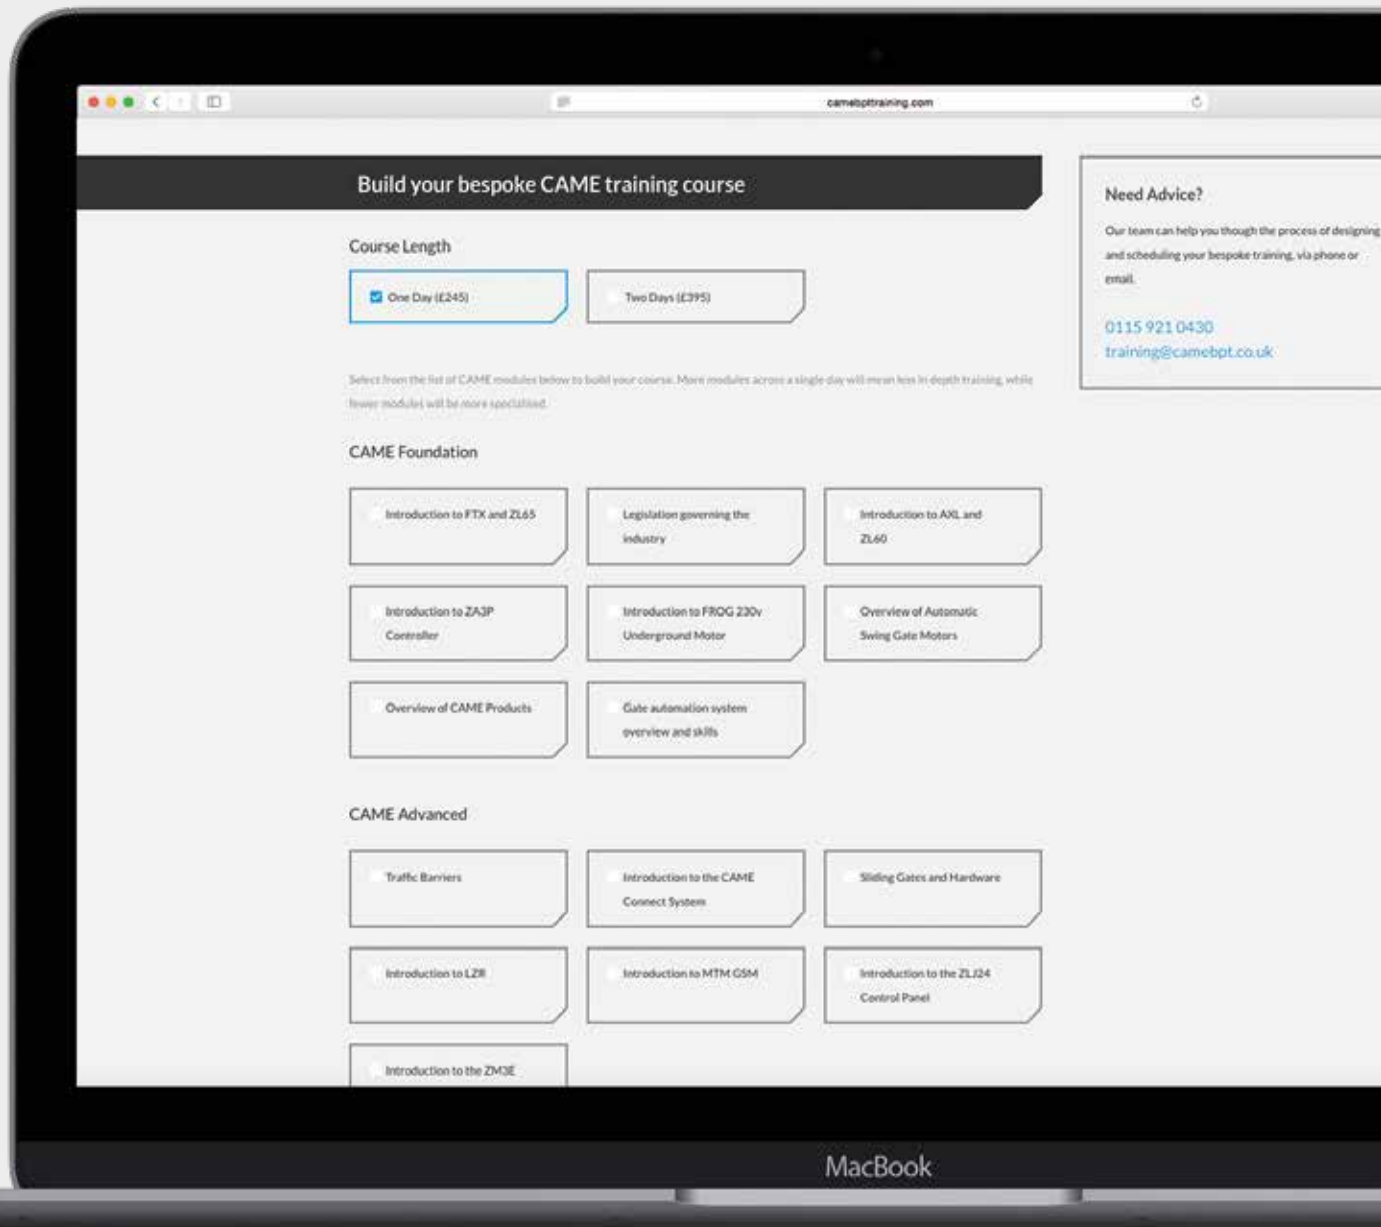 camebpttraining.com
Build your bespoke CAME training course
Course Length
One Day (£245)
Two Days (£395)
Select from the list of CAME modules below to build your course. More modules across a single day will mean less in depth training, while
fewer modules will be more specialised.
CAME Foundation
Introduction to FTX and ZL65
Legislation governing the
industry
Introduction to AXL and
ZL60
Introduction to ZA3P
Controller
Introduction to FROG 230v
Underground Motor
Overview of Automatic
Swing Gate Motors
Overview of CAME Products
Gate automation system
overview and skills
CAME Advanced
Traffic Barriers
Introduction to the CAME
Connect System
Sliding Gates and Hardware
Introduction to LZR
Introduction to MTM GSM
Introduction to the ZLJ24
Control Panel
Introduction to the ZM3E
Need Advice?
Our team can help you though the process of designing
and scheduling your bespoke training, via phone or
email.
0115 921 0430
training@camebpt.co.uk
MacBook